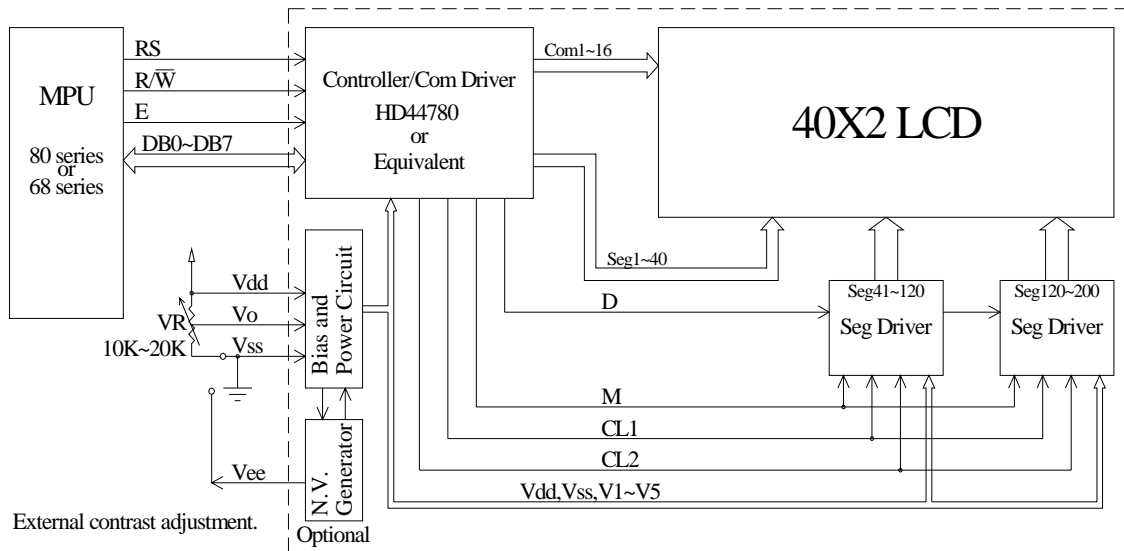 MPU
80 series
or
68 series
RS
R/W̅
E
DB0~DB7
Controller/Com Driver
HD44780
or
Equivalent
Com1~16
40X2 LCD
Seg1~40
Vdd
Vo
Vss
VR
10K~20K
Bias and
Power Circuit
D
Seg41~120
Seg Driver
Seg120~200
Seg Driver
M
CL1
CL2
Vdd,Vss,V1~V5
Vee
N.V.
Generator
Optional
External contrast adjustment.